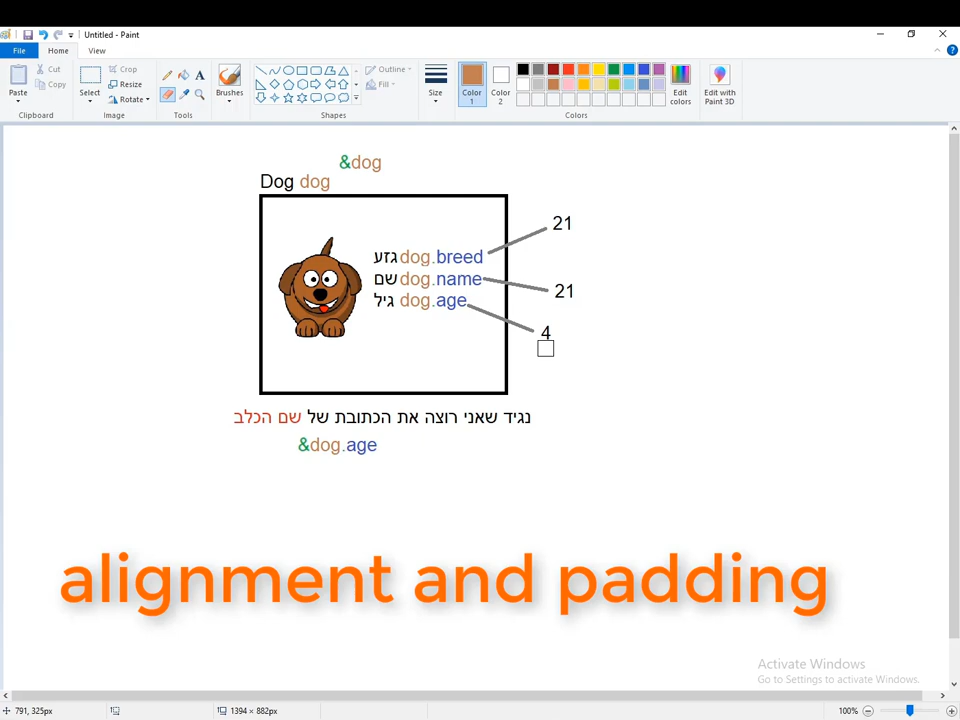 Untitled - Paint
File Home View
Paste Cut Copy Clipboard
Select Crop Resize Rotate Image
Tools
Brushes
Shapes
Outline
Fill
Size
Color 1
Color 2
Edit colors
Colors
Edit with Paint 3D
&dog
Dog dog
גזע dog.breed 21
שם dog.name 21
גיל dog.age 4
נגיד שאני רוצה את הכתובת של שם הכלב
&dog.age
alignment and padding
Activate Windows
Go to Settings to activate Windows.
791, 325px 1394 × 882px 100%